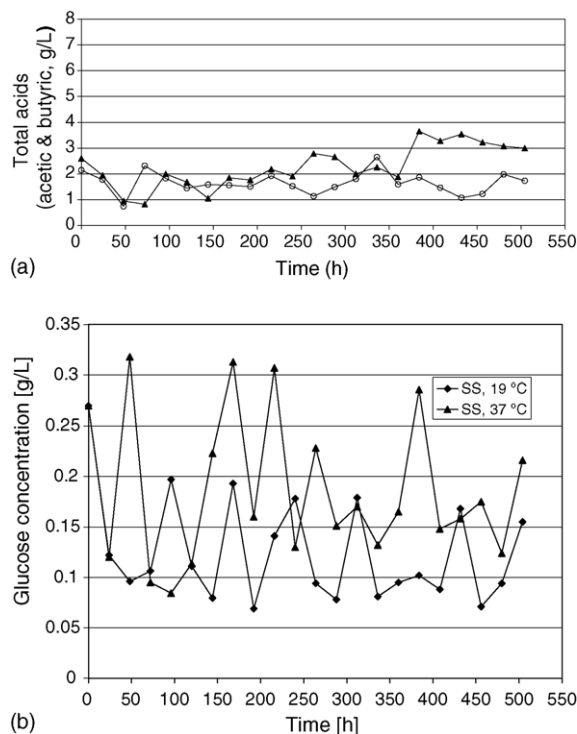 8
7
6
5
4
3
2
1
0
Total acids
(acetic & butyric, g/L)
0 50 100 150 200 250 300 350 400 450 500 550
(a)
Time (h)
0.35
0.3
0.25
0.2
0.15
0.1
0.05
0
Glucose concentration [g/L]
SS, 19 ºC
SS, 37 ºC
0 50 100 150 200 250 300 350 400 450 500 550
(b)
Time [h]